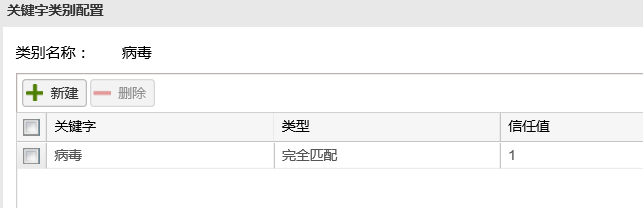 关键字类别配置
类别名称： 病毒
新建 删除
关键字 类型 信任值
病毒 完全匹配 1